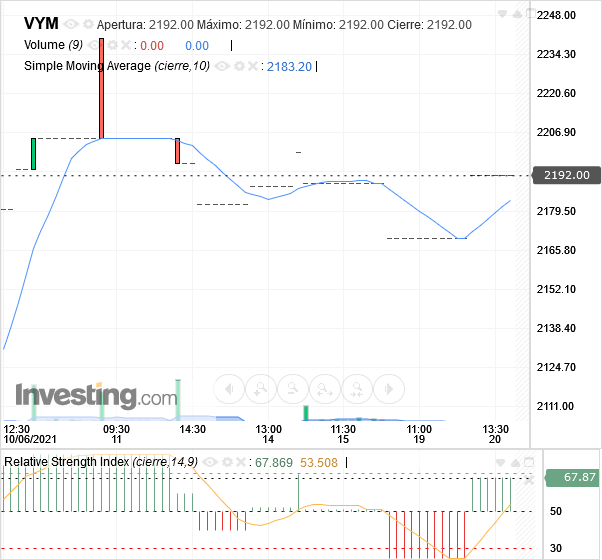 VYM Apertura: 2192.00 Máximo: 2192.00 Mínimo: 2192.00 Cierre: 2192.00
Volume (9) : 0.00 0.00
Simple Moving Average (cierre,10) : 2183.20
2248.00
2234.30
2220.60
2206.90
2192.00
2179.50
2165.80
2152.10
2138.40
2124.70
2111.00
Investing.com
12:30 09:30 14:30 13:00 11:30 11:00 13:30
10/06/2021 11 14 15 19 20
Relative Strength Index (cierre,14,9) : 67.869 53.508
67.87
50
30